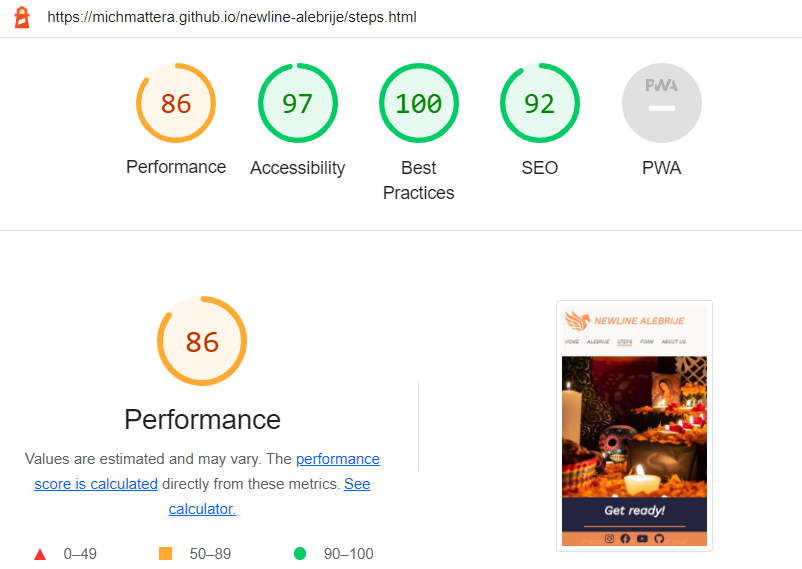 https://michmattera.github.io/newline-alebrije/steps.html
86
97
100
92
PWA
Performance
Accessibility
Best
Practices
SEO
PWA
86
Performance
Values are estimated and may vary. The performance
score is calculated directly from these metrics. See
calculator.
0–49
50–89
90–100
NEWLINE ALEBRIJE
HOME ALEBRIJE STEPS FORM ABOUT US
Get ready!